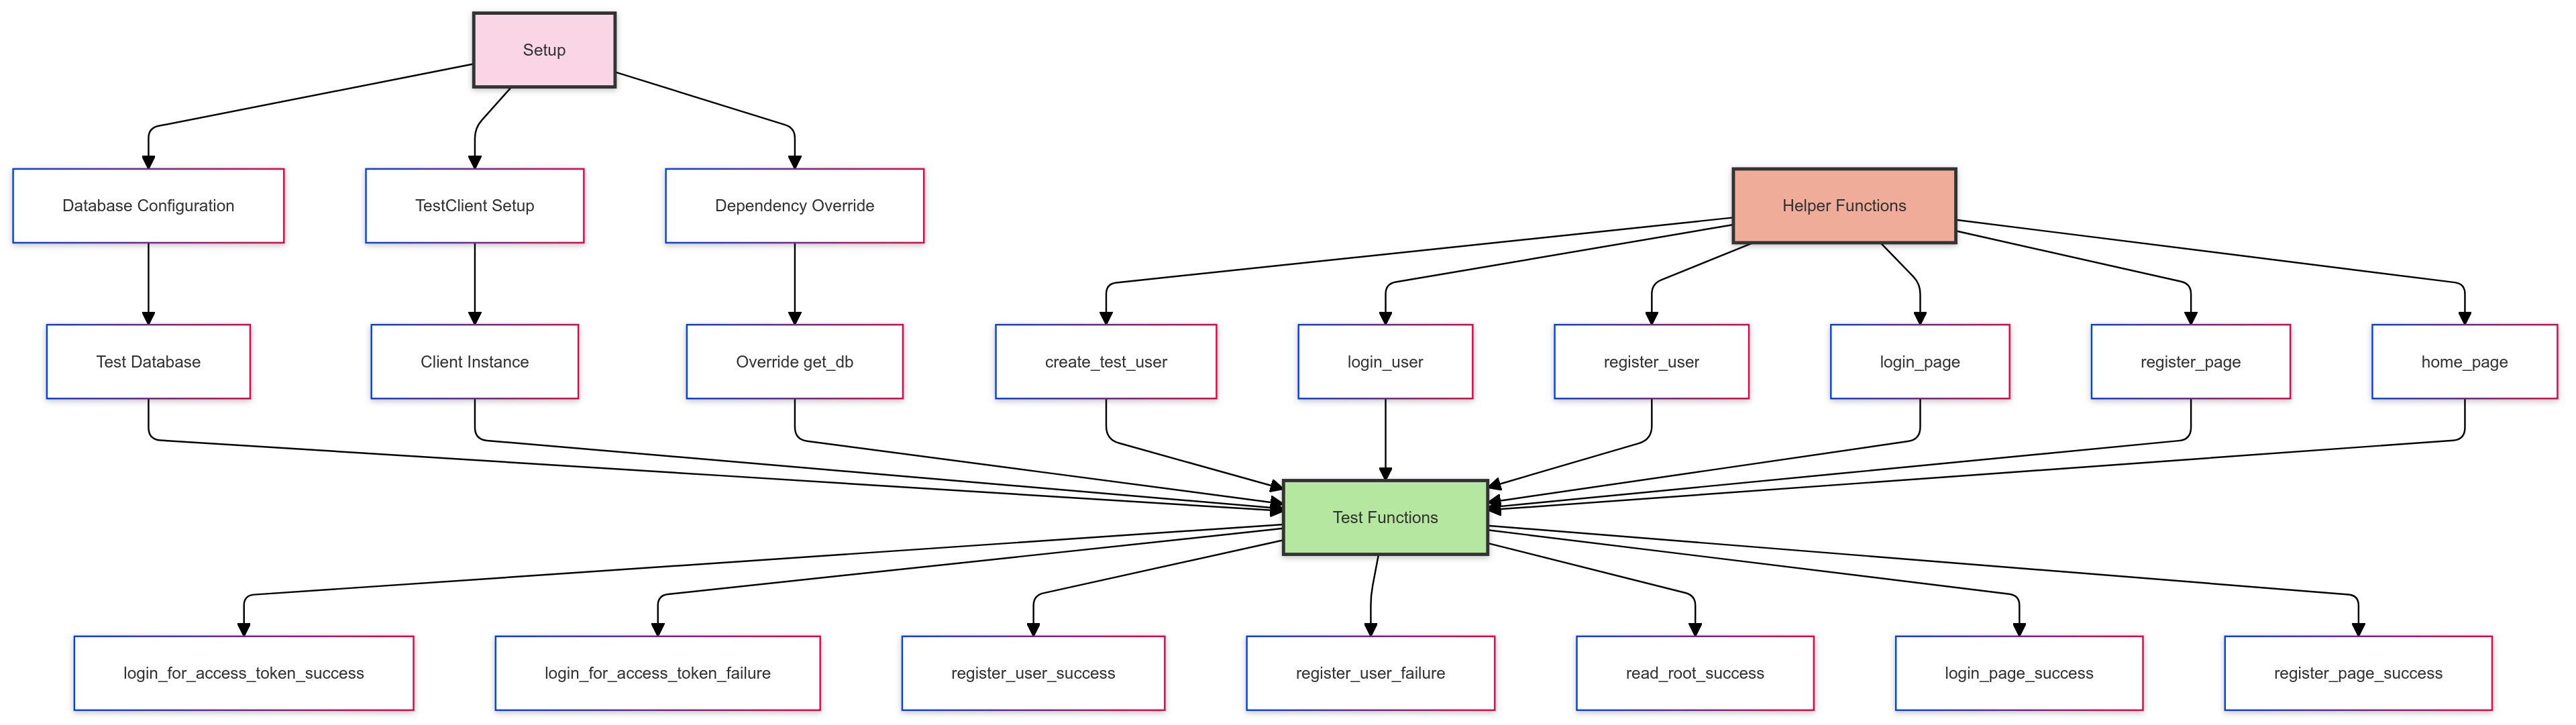 Setup
Database Configuration
TestClient Setup
Dependency Override
Helper Functions
Test Database
Client Instance
Override get_db
create_test_user
login_user
register_user
login_page
register_page
home_page
Test Functions
login_for_access_token_success
login_for_access_token_failure
register_user_success
register_user_failure
read_root_success
login_page_success
register_page_success